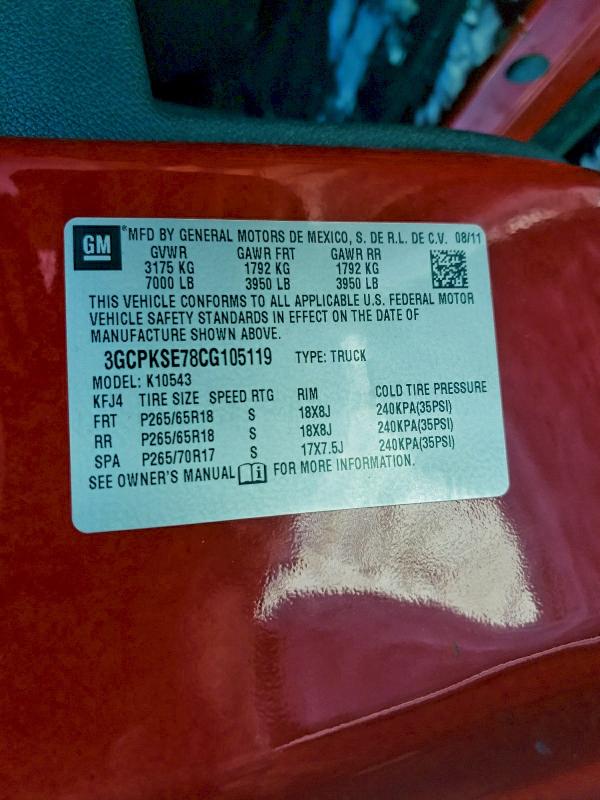 GM ®MFD BY GENERAL MOTORS DE MEXICO, S. DE R.L. DE C.V. 08/11
GVWR GAWR FRT GAWR RR
3175 KG 1792 KG 1792 KG
7000 LB 3950 LB 3950 LB
THIS VEHICLE CONFORMS TO ALL APPLICABLE U.S. FEDERAL MOTOR
VEHICLE SAFETY STANDARDS IN EFFECT ON THE DATE OF
MANUFACTURE SHOWN ABOVE.
3GCPKSE78CG105119 TYPE: TRUCK
MODEL: K10543
KFJ4 TIRE SIZE SPEED RTG RIM COLD TIRE PRESSURE
FRT P265/65R18 S 18X8J 240KPA(35PSI)
RR P265/65R18 S 18X8J 240KPA(35PSI)
SPA P265/70R17 S 17X7.5J 240KPA(35PSI)
SEE OWNER'S MANUAL i FOR MORE INFORMATION.